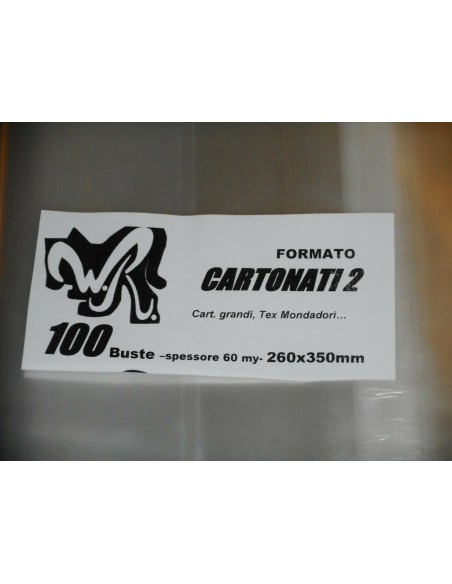 W.R.
FORMATO
CARTONATI 2
Cart. grandi, Tex Mondadori...
100 Buste –spessore 60 my- 260x350mm